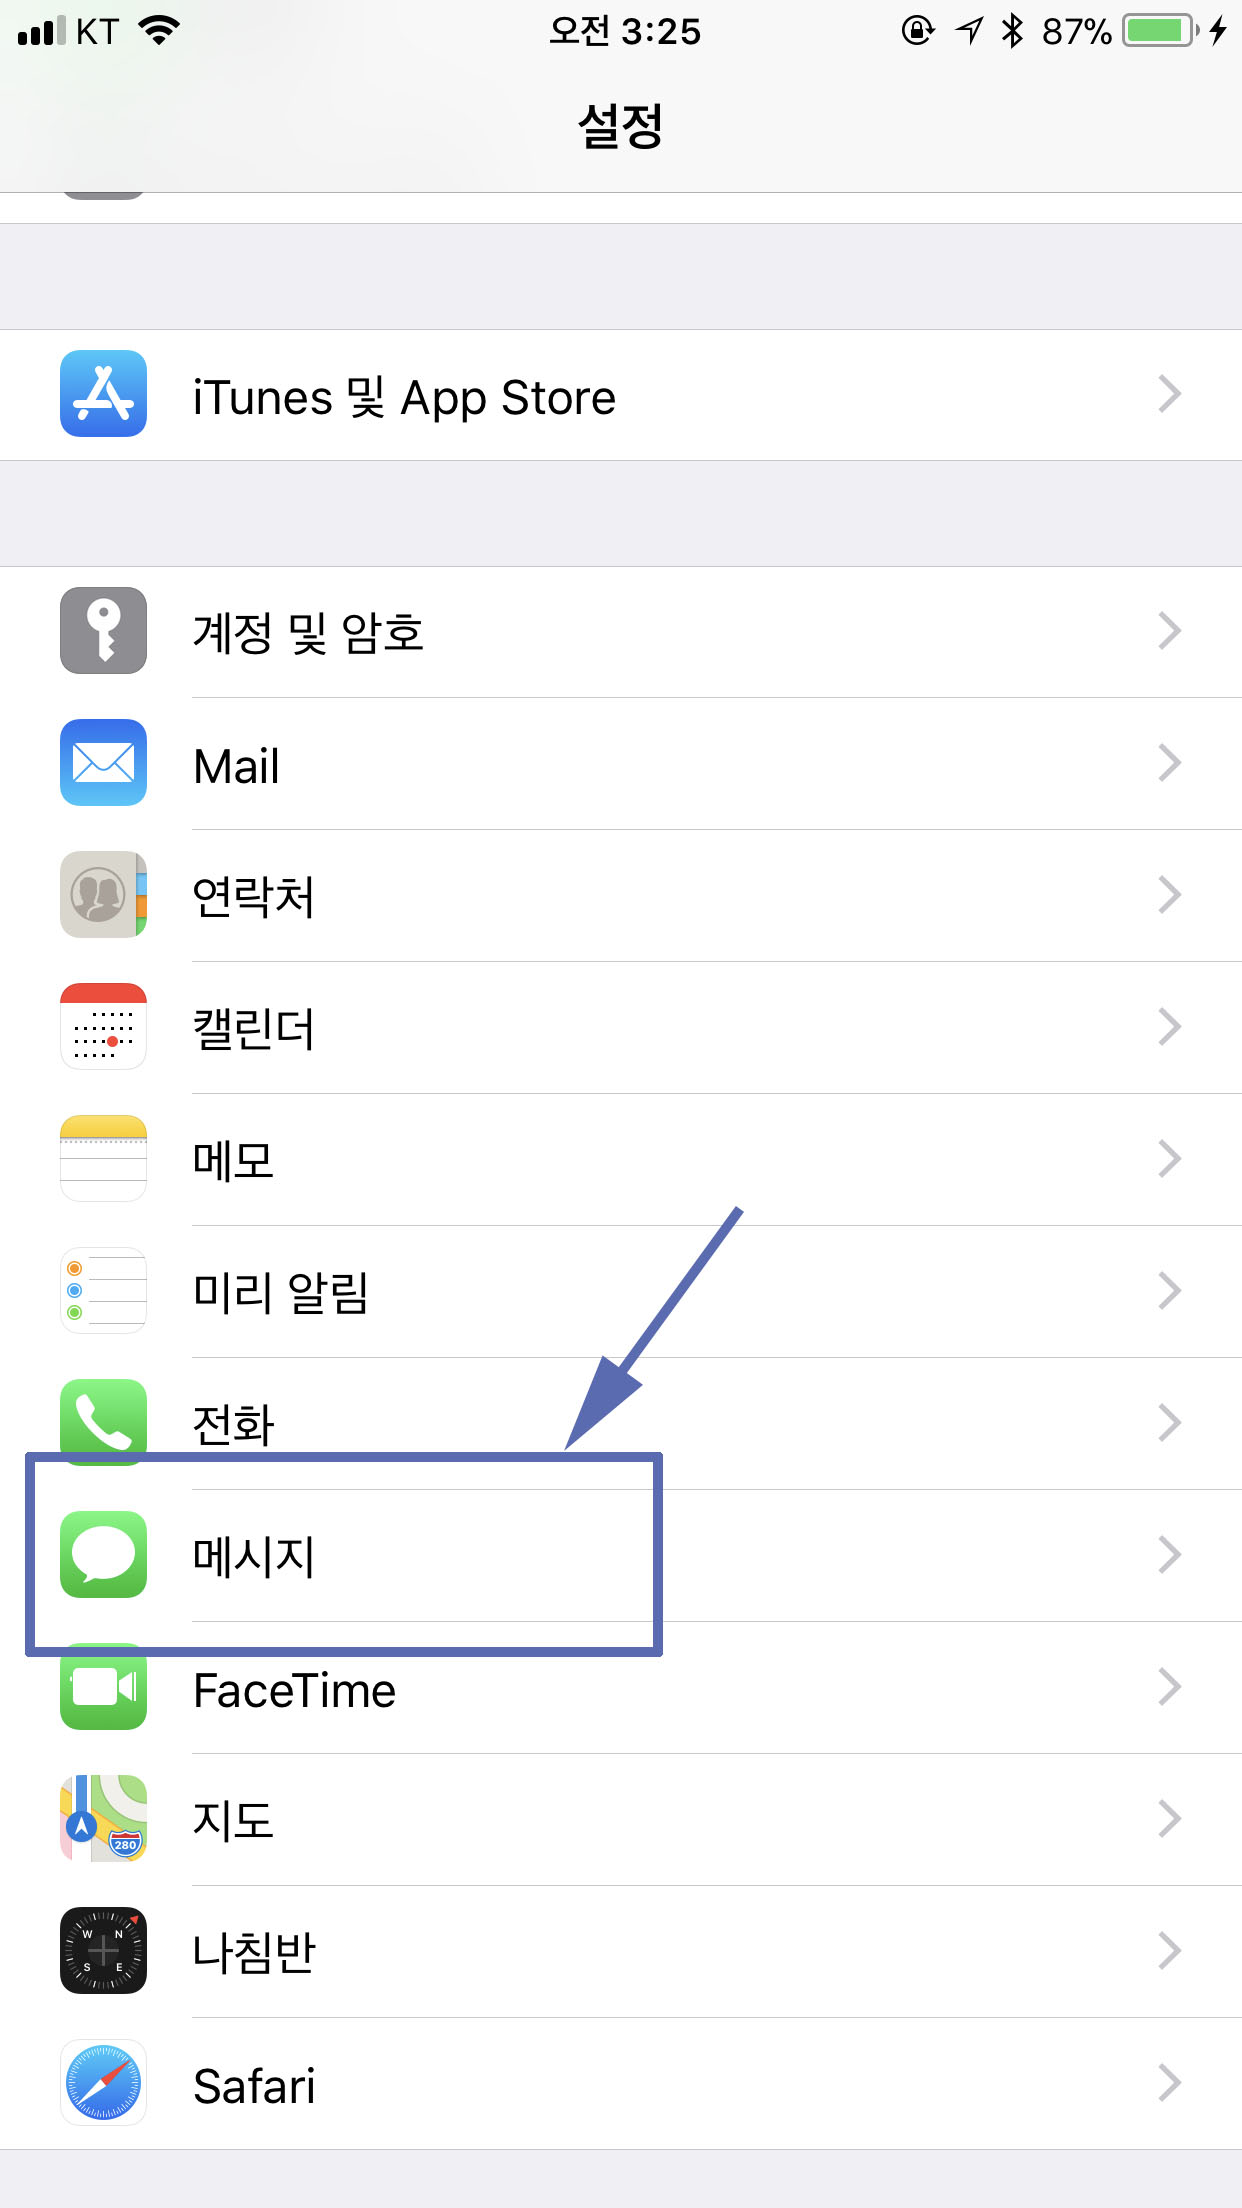 KT 오전 3:25 87%
설정
iTunes 및 App Store
계정 및 암호
Mail
연락처
캘린더
메모
미리 알림
전화
메시지
FaceTime
지도
280
나침반
W N
S E
Safari